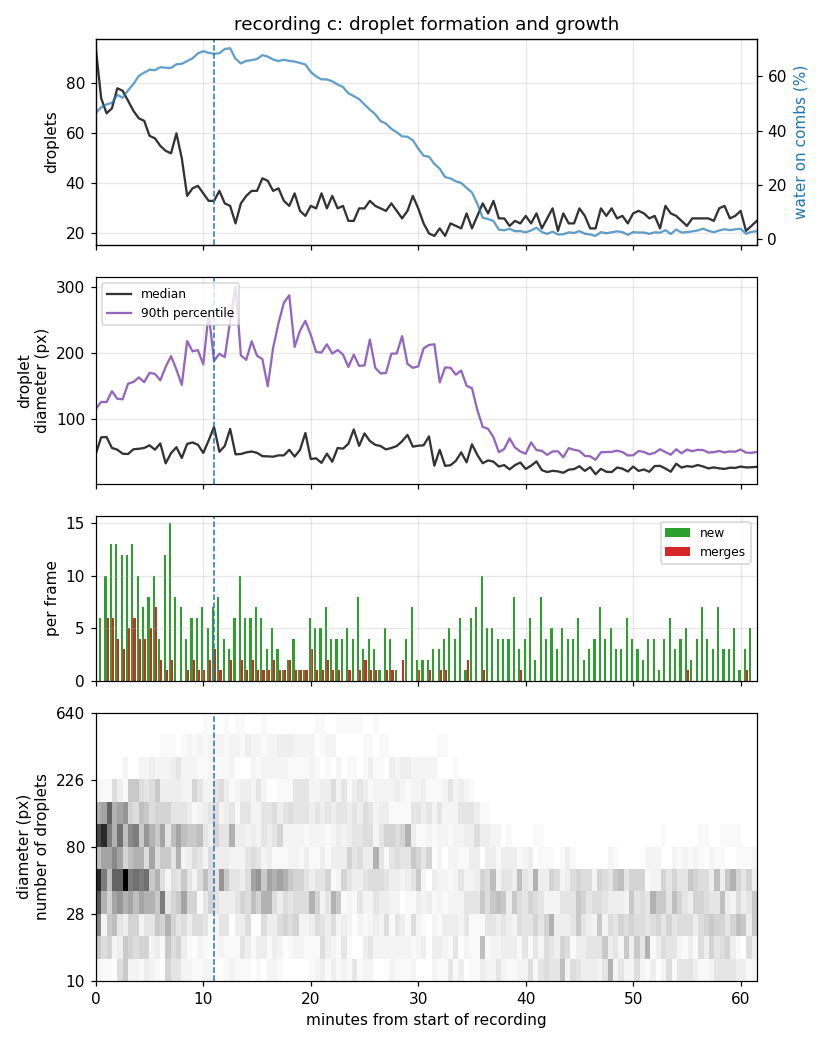 recording c: droplet formation and growth
80
60
40
20
droplets
60
40
20
0
water on combs (%)
300
200
100
droplet
diameter (px)
median
90th percentile
15
10
5
0
per frame
new
merges
640
226
80
28
10
diameter (px)
number of droplets
0 10 20 30 40 50 60
minutes from start of recording